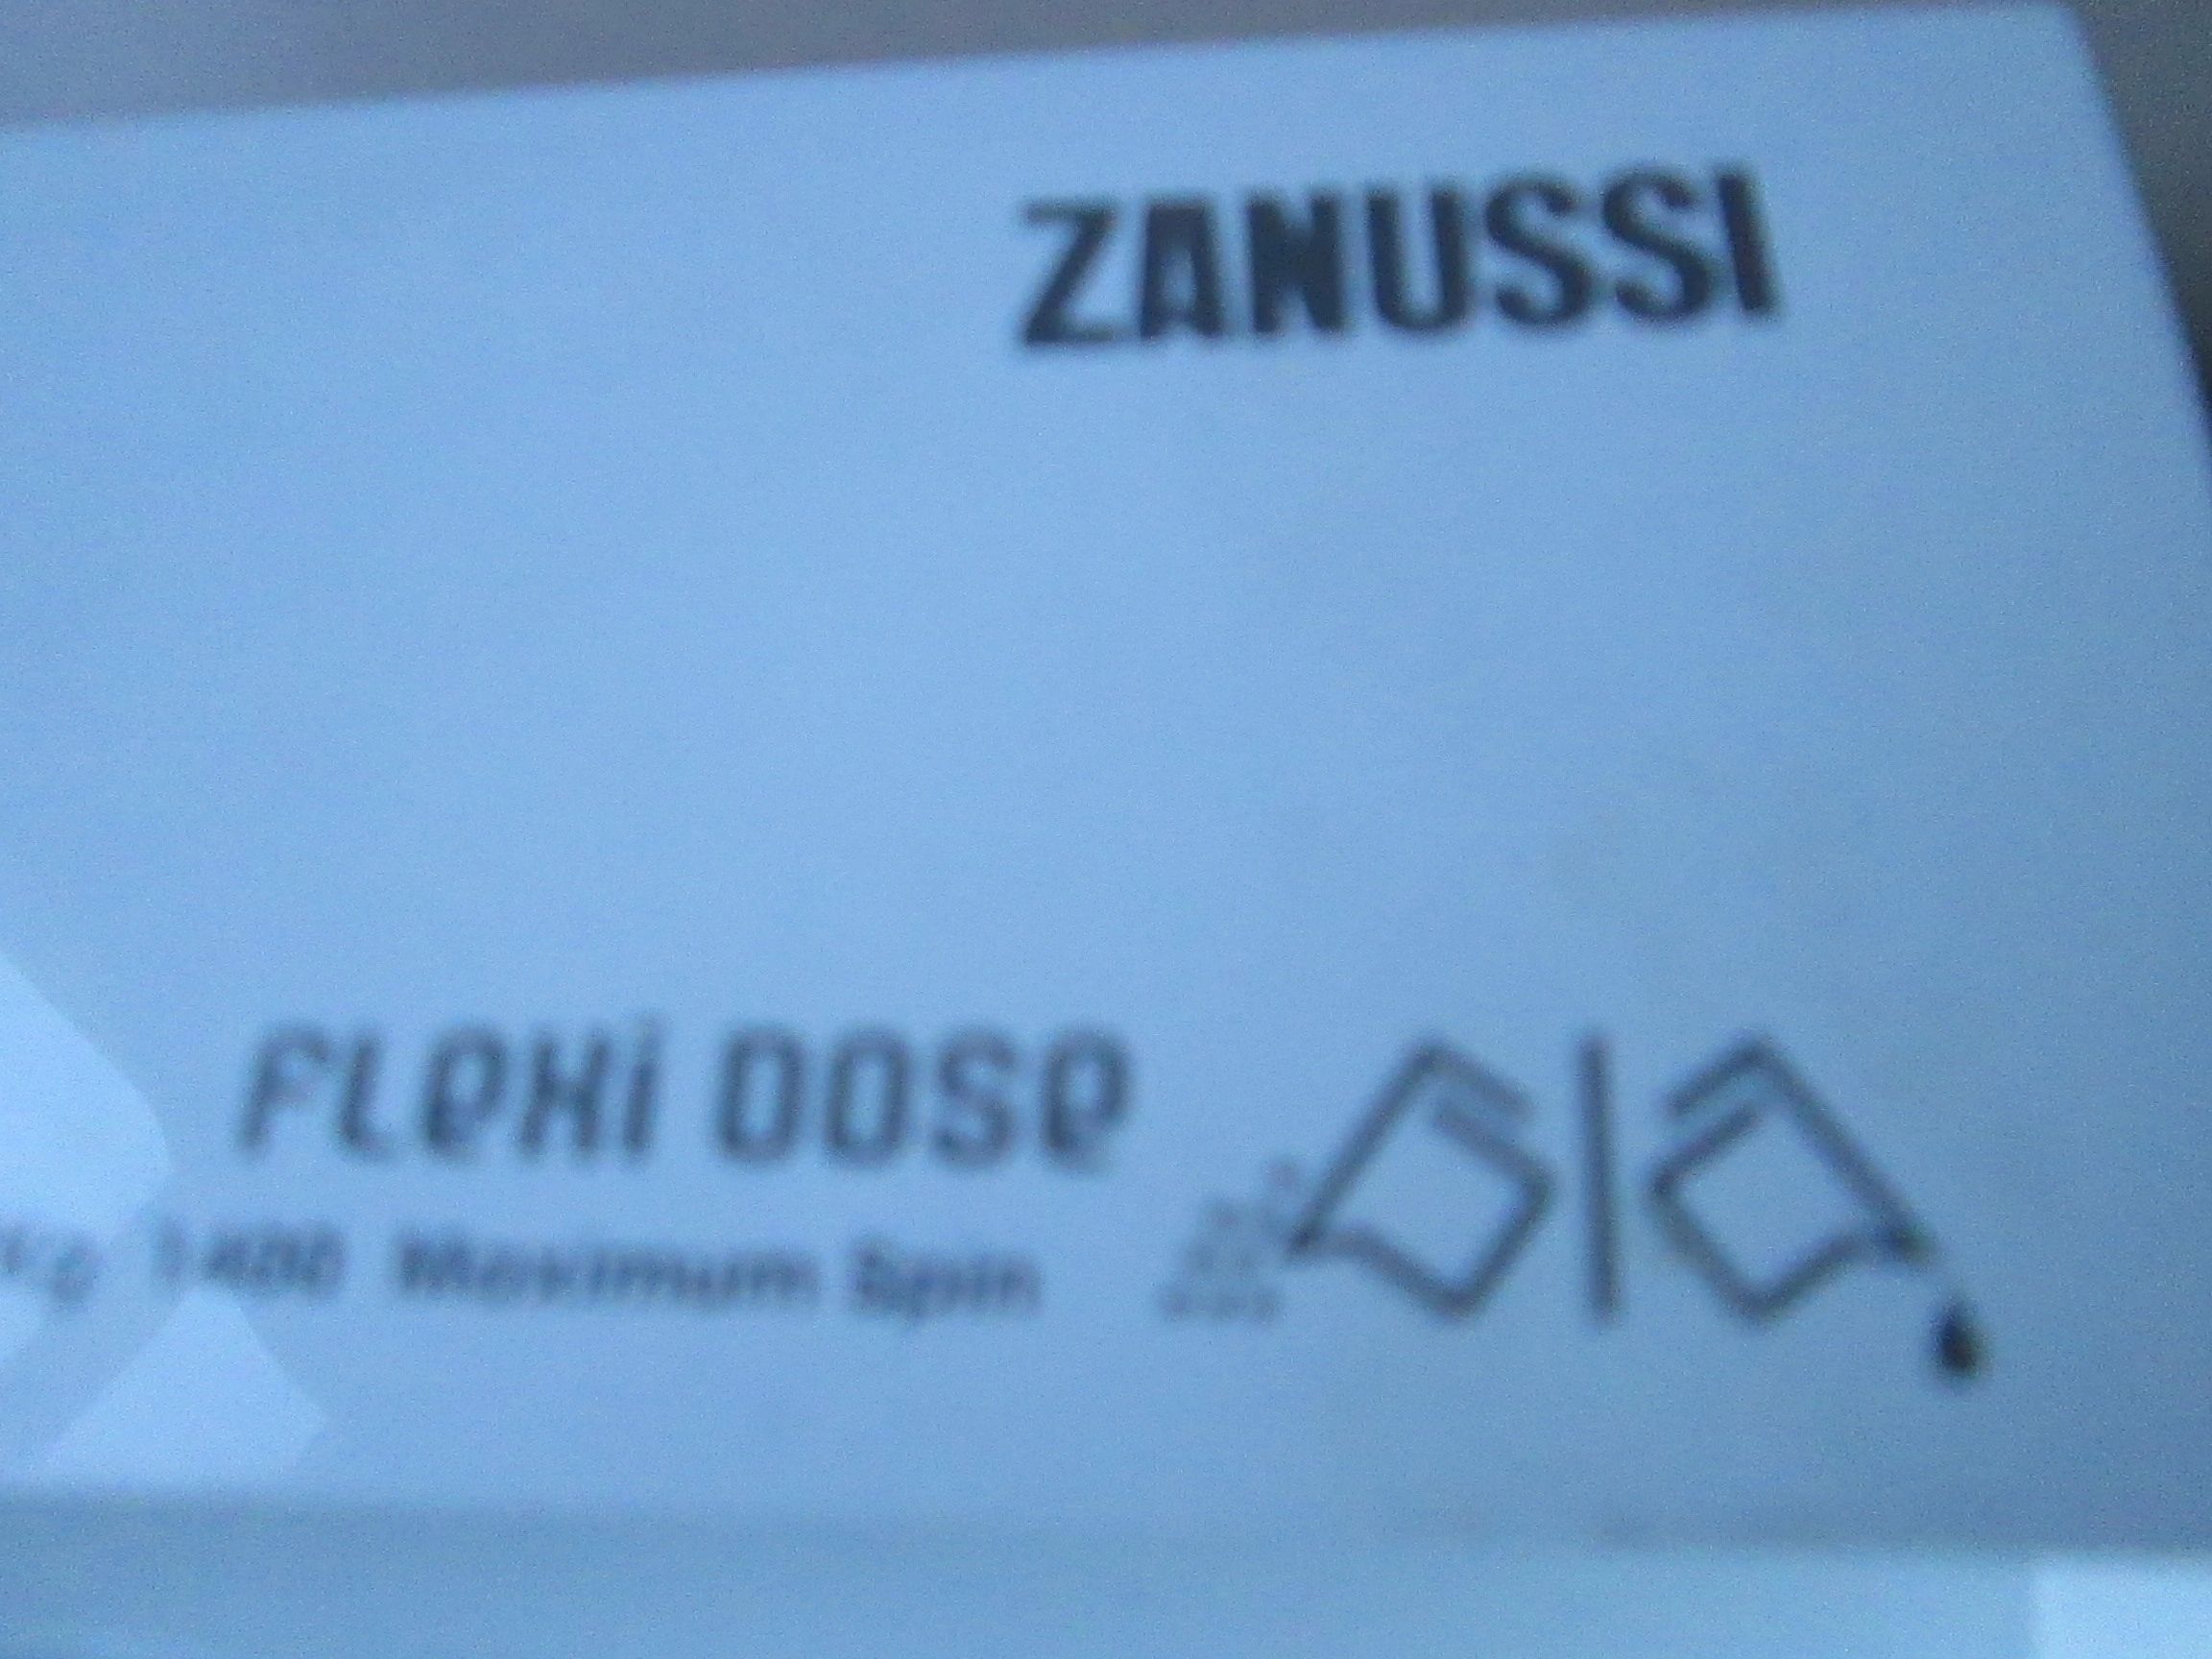 ZANUSSI
FLeXi DOSe
1400 Maximum Spin